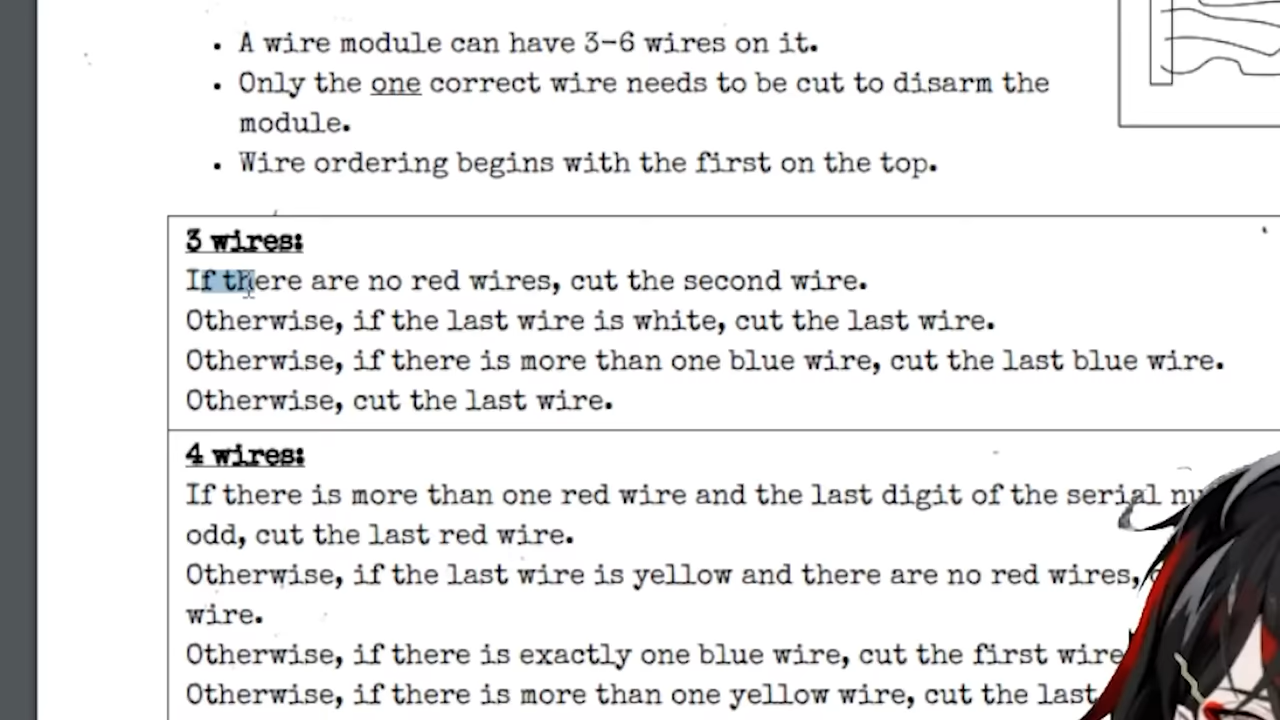 • A wire module can have 3-6 wires on it.
• Only the one correct wire needs to be cut to disarm the
module.
• Wire ordering begins with the first on the top.
3 wires:
If there are no red wires, cut the second wire.
Otherwise, if the last wire is white, cut the last wire.
Otherwise, if there is more than one blue wire, cut the last blue wire.
Otherwise, cut the last wire.
4 wires:
If there is more than one red wire and the last digit of the serial
odd, cut the last red wire.
Otherwise, if the last wire is yellow and there are no red wires,
wire.
Otherwise, if there is exactly one blue wire, cut the first wire
Otherwise, if there is more than one yellow wire, cut the last